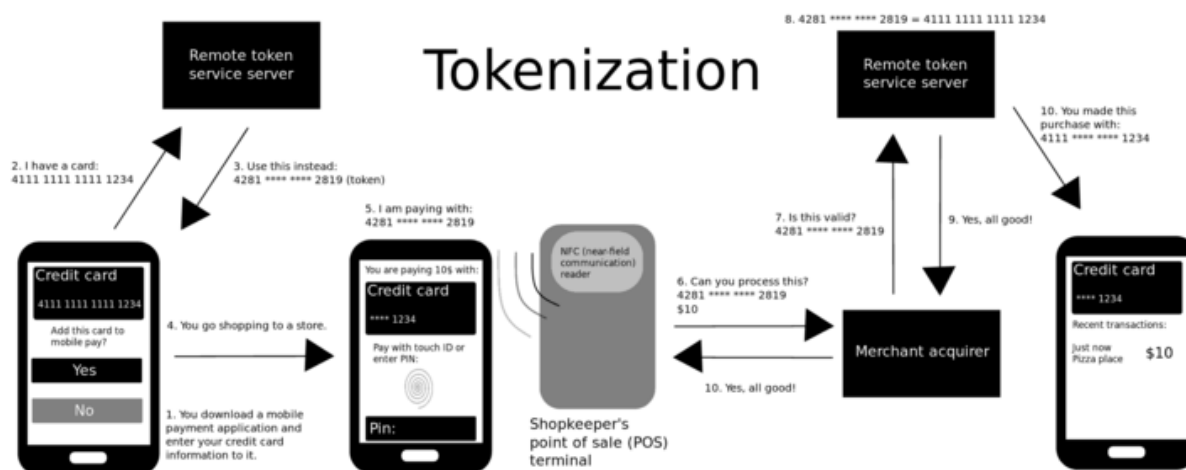 Tokenization
Remote token
service server
2. I have a card:
4111 1111 1111 1234
3. Use this instead:
4281 **** **** 2819 (token)
Credit card
4111 1111 1111 1234
Add this card to
mobile pay?
Yes
No
4. You go shopping to a store.
1. You download a mobile
payment application and
enter your credit card
information to it.
5. I am paying with:
4281 **** **** 2819
You are paying 10$ with:
Credit card
**** 1234
Pay with touch ID or
enter PIN:
Pin:
NFC (near-field
communication)
reader
Shopkeeper's
point of sale (POS)
terminal
6. Can you process this?
4281 **** **** 2819
$10
10. Yes, all good!
Merchant acquirer
7. Is this valid?
4281 **** **** 2819
8. 4281 **** **** 2819 = 4111 1111 1111 1234
Remote token
service server
9. Yes, all good!
10. You made this
purchase with:
4111 **** **** 1234
Credit card
**** 1234
Recent transactions:
Just now
Pizza place
$10